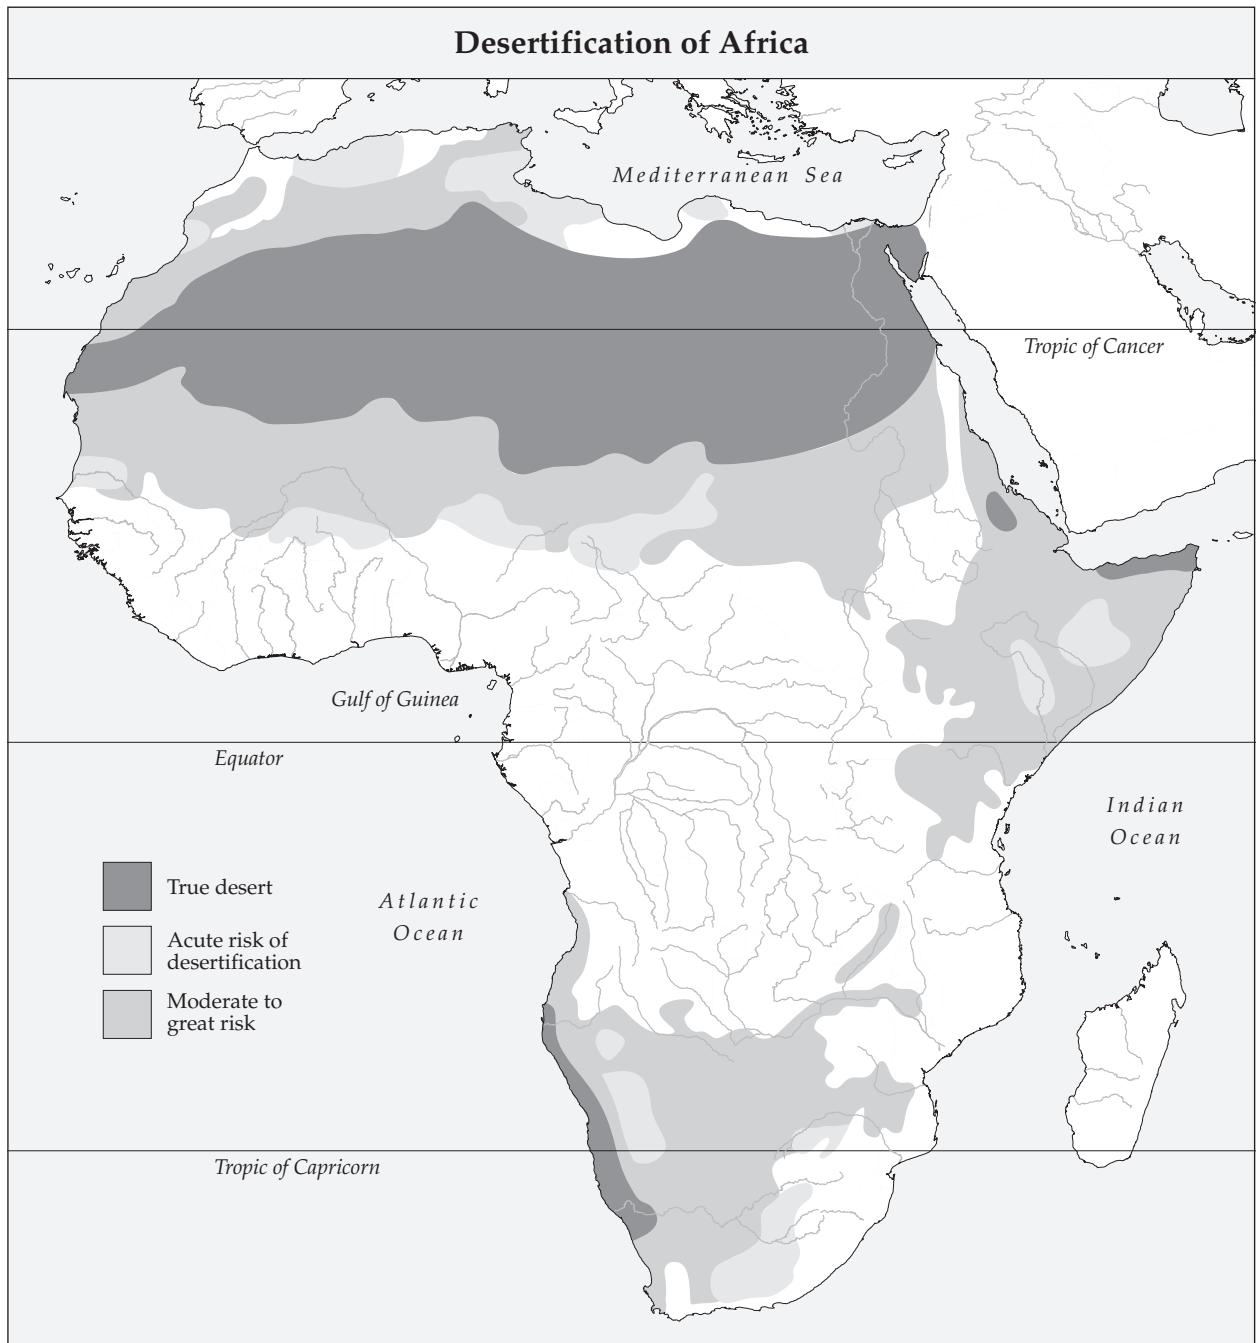 Desertification of Africa
Mediterranean Sea
Tropic of Cancer
Gulf of Guinea
Equator
Indian
Ocean
True desert
Atlantic
Ocean
Acute risk of
desertification
Moderate to
great risk
Tropic of Capricorn